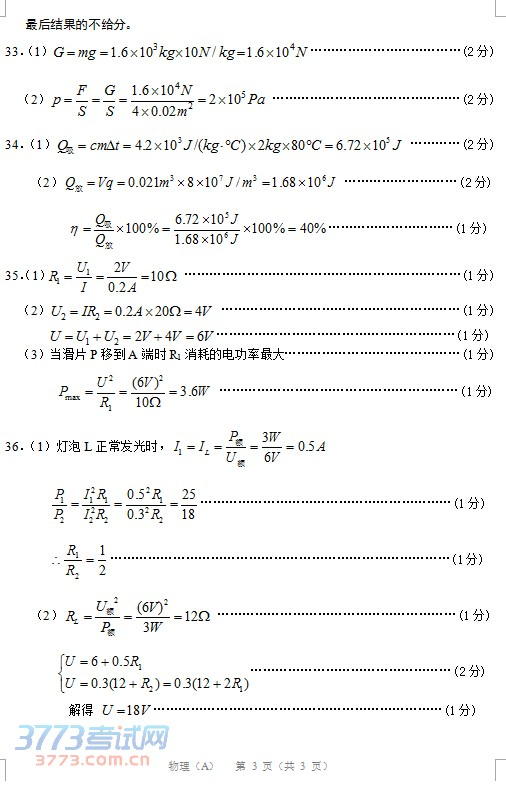 最后结果的不给分。
33.(1) G = mg = 1.6×10³kg×10N/kg = 1.6×10⁴N ……(2分)
(2) p = F/S = G/S = 1.6×10⁴N/(4×0.02m²) = 2×10⁵Pa ……(2分)
34.(1) Q吸 = cmΔt = 4.2×10³J/(kg·℃)×2kg×80℃ = 6.72×10⁵J ……(2分)
(2) Q放 = Vq = 0.021m³×8×10⁷J/m³ = 1.68×10⁶J ……(2分)
η = Q吸/Q放×100% = 6.72×10⁵J/1.68×10⁶J×100% = 40% ……(1分)
35.(1) R₁ = U₁/I = 2V/0.2A = 10Ω ……(1分)
(2) U₂ = IR₂ = 0.2A×20Ω = 4V ……(1分)
U = U₁ + U₂ = 2V + 4V = 6V ……(1分)
(3) 当滑片 P 移到 A 端时 R₁ 消耗的电功率最大……(1分)
Pmax = U²/R₁ = (6V)²/10Ω = 3.6W ……(1分)
36.(1) 灯泡 L 正常发光时，I₁ = I_L = P额/U额 = 3W/6V = 0.5A
P₁/P₂ = I₁²R₁/I₂²R₂ = 0.5²R₁/0.3²R₂ = 25/18 ……(1分)
∴ R₁/R₂ = 1/2 ……(1分)
(2) R_L = U额²/P额 = (6V)²/3W = 12Ω ……(1分)
{U = 6 + 0.5R₁
U = 0.3(12 + R₂) = 0.3(12 + 2R₁) ……(2分)
解得 U = 18V ……(1分)
3773考试网
3773.com.cn
物理（A） 第 3 页（共 3 页）